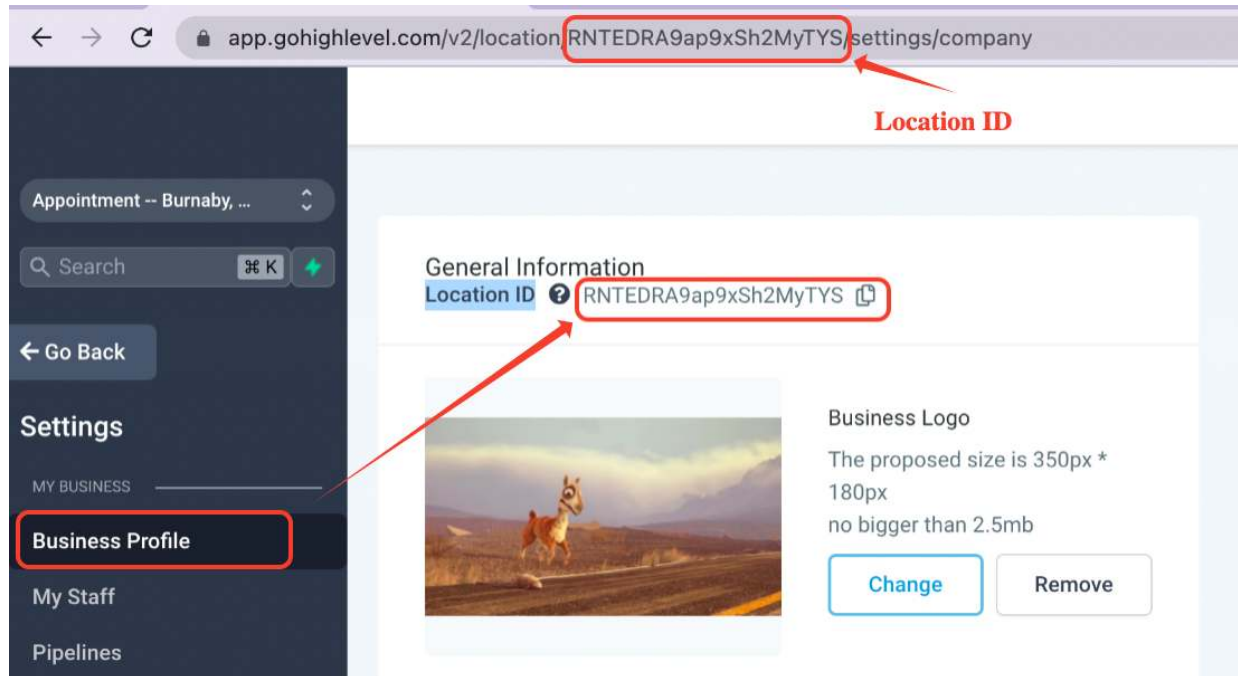 app.gohighlevel.com/v2/location/RNTEDRA9ap9xSh2MyTYS/settings/company
Location ID
Appointment -- Burnaby, ...
Search ⌘ K
← Go Back
Settings
MY BUSINESS
Business Profile
My Staff
Pipelines
General Information
Location ID ? RNTEDRA9ap9xSh2MyTYS
Business Logo
The proposed size is 350px *
180px
no bigger than 2.5mb
Change Remove